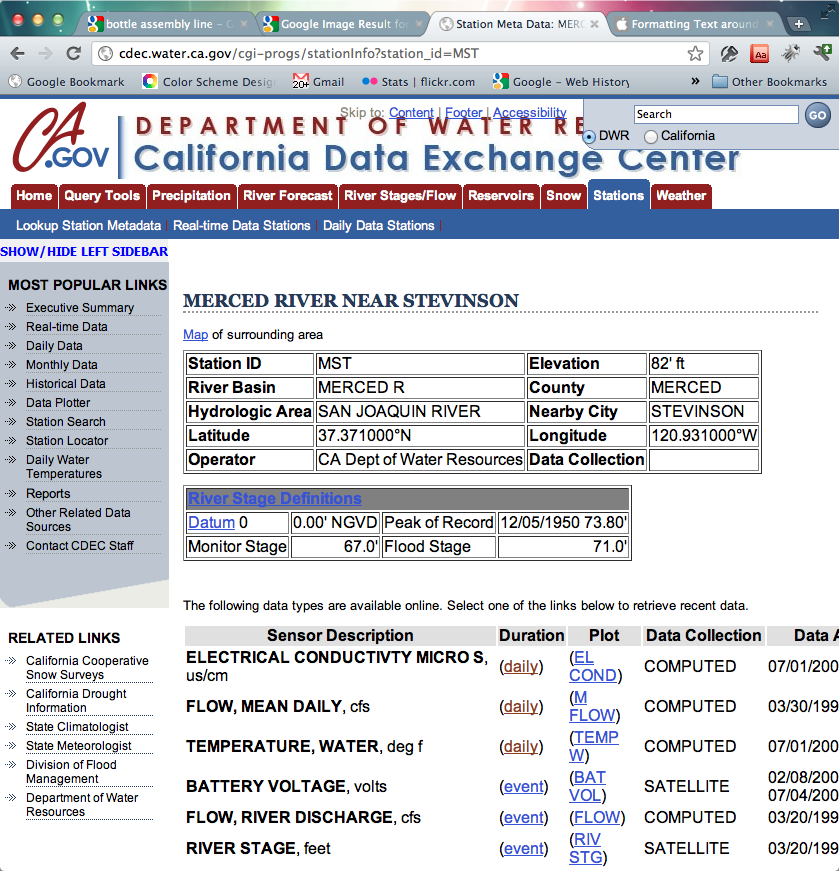 bottle assembly line – G
Google Image Result for
Station Meta Data: MERC
Formatting Text around
cdec.water.ca.gov/cgi-progs/stationInfo?station_id=MST
Google Bookmark
Color Scheme Desig
20+
Gmail
Stats | flickr.com
Google – Web History
»
Other Bookmarks
CA.GOV
Skip to: Content | Footer | Accessibility
DEPARTMENT OF WATER RE
California Data Exchange Center
Search
GO
DWR
California
Home
Query Tools
Precipitation
River Forecast
River Stages/Flow
Reservoirs
Snow
Stations
Weather
Lookup Station Metadata | Real-time Data Stations | Daily Data Stations |
SHOW/HIDE LEFT SIDEBAR
MOST POPULAR LINKS
Executive Summary
Real-time Data
Daily Data
Monthly Data
Historical Data
Data Plotter
Station Search
Station Locator
Daily Water
Temperatures
Reports
Other Related Data
Sources
Contact CDEC Staff
RELATED LINKS
California Cooperative
Snow Surveys
California Drought
Information
State Climatologist
State Meteorologist
Division of Flood
Management
Department of Water
Resources
MERCED RIVER NEAR STEVINSON
Map of surrounding area
Station ID MST Elevation 82' ft
River Basin MERCED R County MERCED
Hydrologic Area SAN JOAQUIN RIVER Nearby City STEVINSON
Latitude 37.371000°N Longitude 120.931000°W
Operator CA Dept of Water Resources Data Collection
River Stage Definitions
Datum 0 0.00' NGVD Peak of Record 12/05/1950 73.80'
Monitor Stage 67.0' Flood Stage 71.0'
The following data types are available online. Select one of the links below to retrieve recent data.
Sensor Description Duration Plot Data Collection Data A
ELECTRICAL CONDUCTIVTY MICRO S,
us/cm
(daily)
(EL
COND)
COMPUTED
07/01/200
FLOW, MEAN DAILY, cfs
(daily)
(M
FLOW)
COMPUTED
03/30/199
TEMPERATURE, WATER, deg f
(daily)
(TEMP
W)
COMPUTED
07/01/200
BATTERY VOLTAGE, volts
(event)
(BAT
VOL)
SATELLITE
02/08/200
07/04/200
FLOW, RIVER DISCHARGE, cfs
(event)
(FLOW)
COMPUTED
03/20/199
RIVER STAGE, feet
(event)
(RIV
STG)
SATELLITE
03/20/199